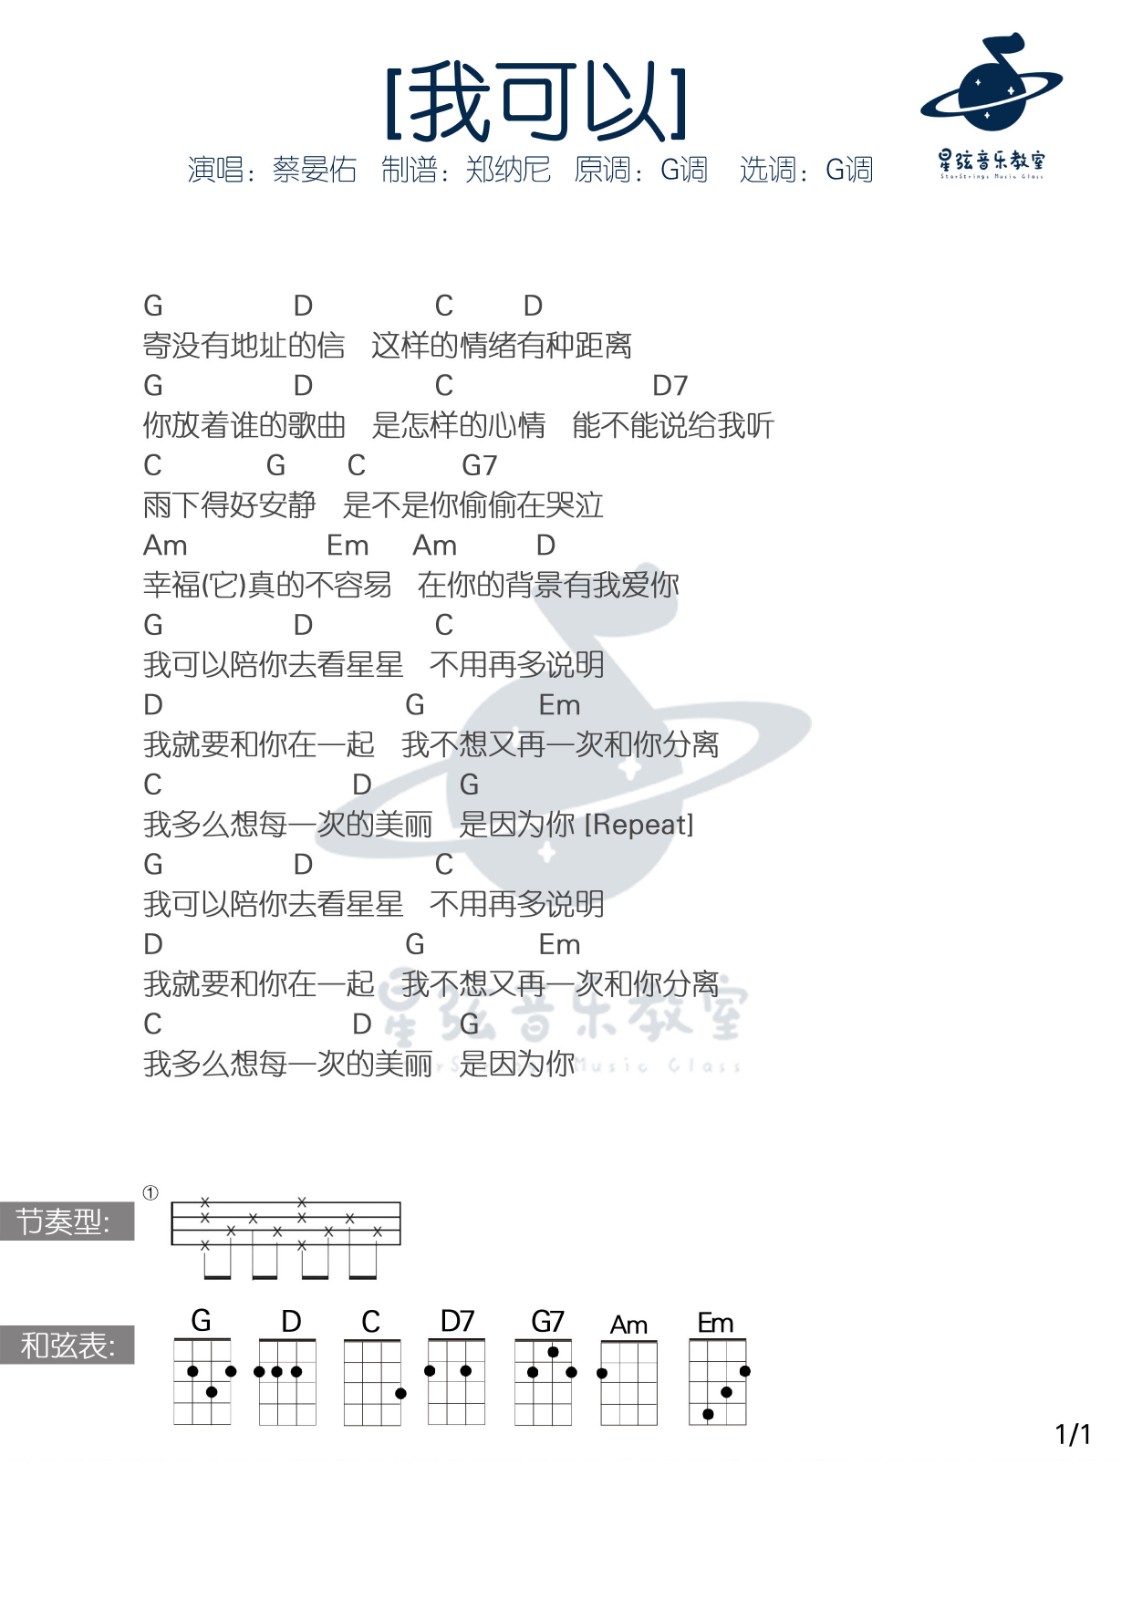 [我可以]
演唱：蔡晏佑 制谱：郑纳尼 原调：G调 选调：G调
星弦音乐教室
StarStrings Music Class
G D C D
寄没有地址的信 这样的情绪有种距离
G D C D7
你放着谁的歌曲 是怎样的心情 能不能说给我听
C G C G7
雨下得好安静 是不是你偷偷在哭泣
Am Em Am D
幸福(它)真的不容易 在你的背景有我爱你
G D C
我可以陪你去看星星 不用再多说明
D G Em
我就要和你在一起 我不想又再一次和你分离
C D G
我多么想每一次的美丽 是因为你 [Repeat]
G D C
我可以陪你去看星星 不用再多说明
D G Em
我就要和你在一起 我不想又再一次和你分离
C D G
我多么想每一次的美丽 是因为你
星弦音乐教室
StarStrings Music Class
①
节奏型:
和弦表:
G D C D7 G7 Am Em
1/1